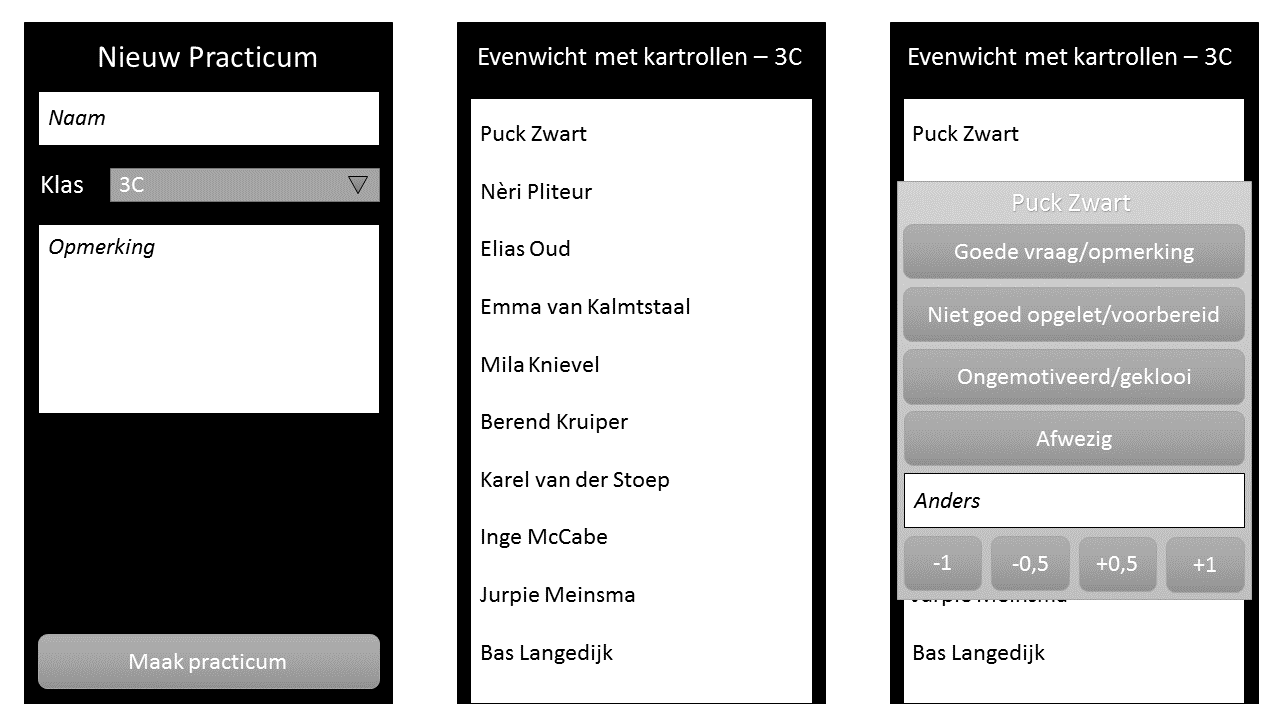 Nieuw Practicum
Naam
Klas 3C
Opmerking
Maak practicum
Evenwicht met kartrollen – 3C
Puck Zwart
Nèri Pliteur
Elias Oud
Emma van Kalmtstaal
Mila Knievel
Berend Kruiper
Karel van der Stoep
Inge McCabe
Jurpie Meinsma
Bas Langedijk
Evenwicht met kartrollen – 3C
Puck Zwart
Puck Zwart
Goede vraag/opmerking
Niet goed opgelet/voorbereid
Ongemotiveerd/geklooi
Afwezig
Anders
-1 -0,5 +0,5 +1
Jurpie Meinsma
Bas Langedijk